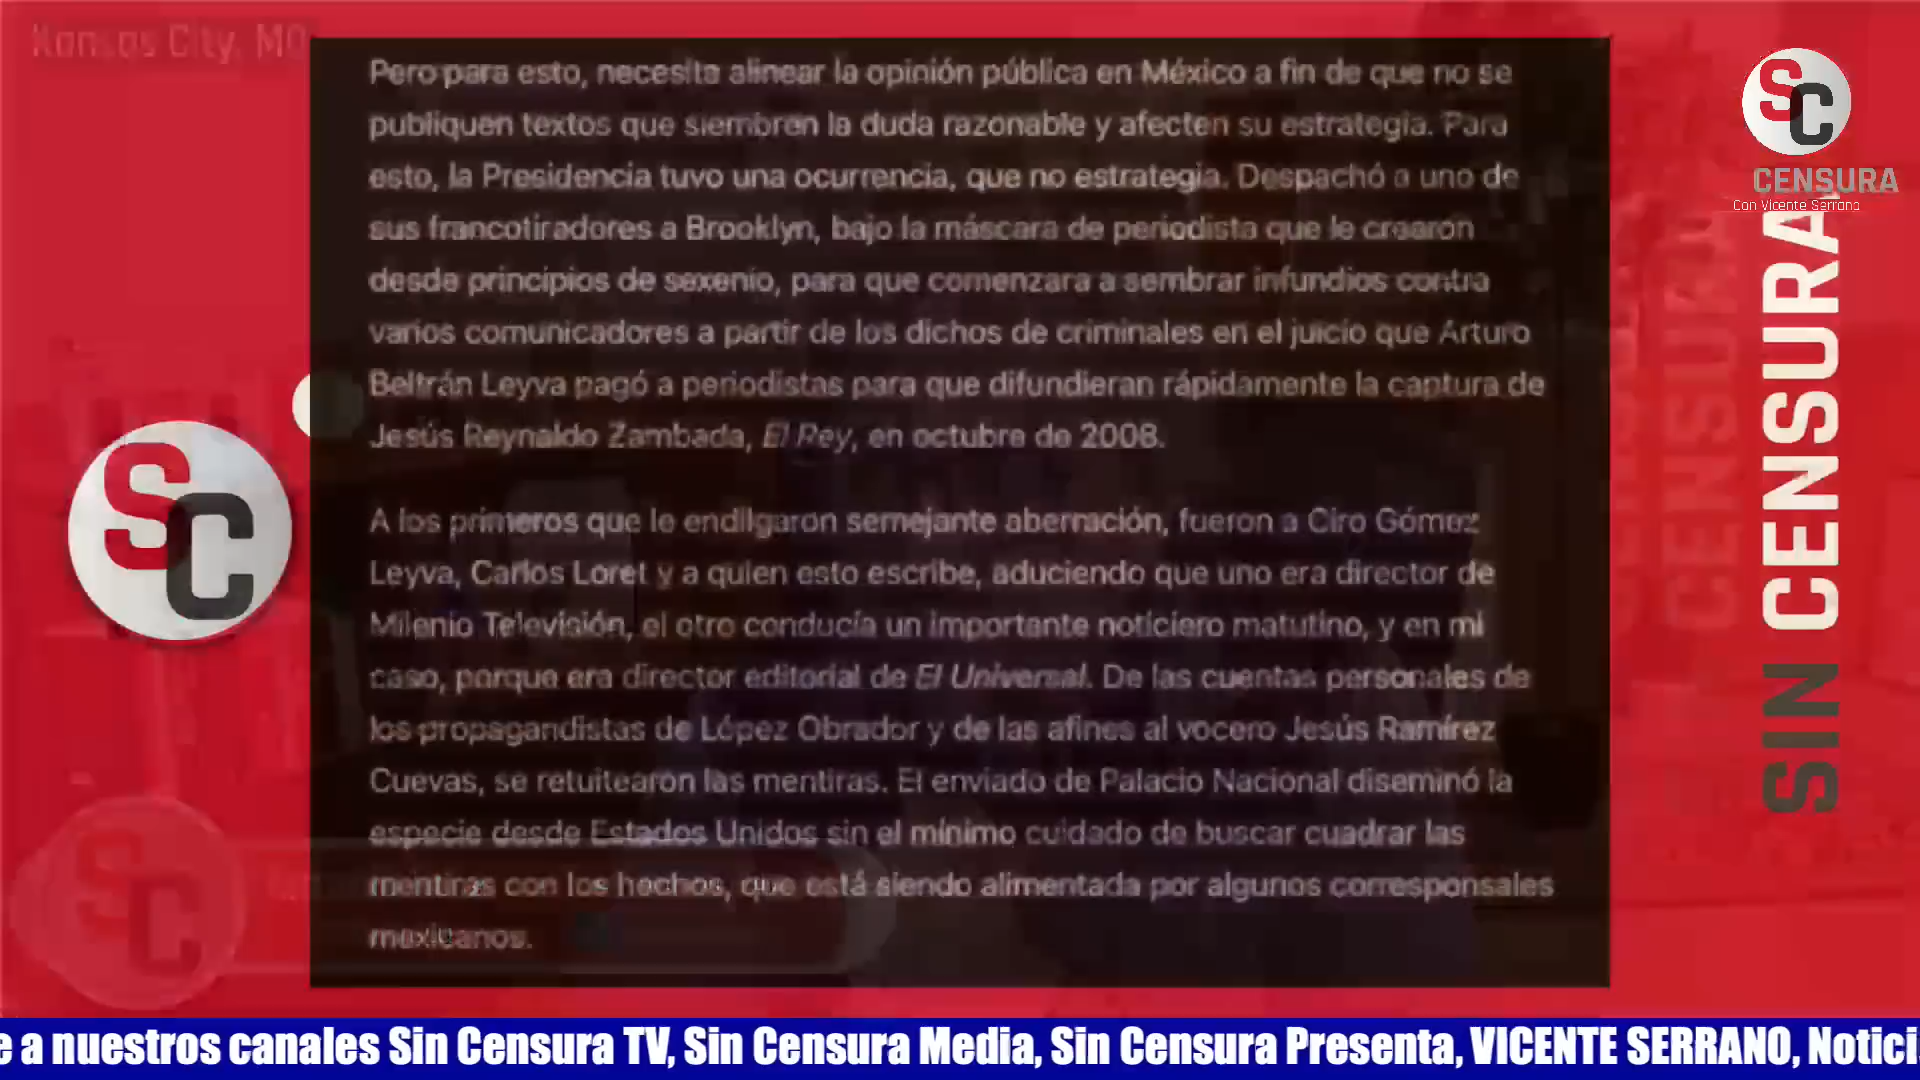 Kansas City, MO
Pero para esto, necesita alinear la opinión pública en México a fin de que no se
publiquen textos que siembren la duda razonable y afecten su estrategia. Para
esto, la Presidencia tuvo una ocurrencia, que no estrategia. Despachó a uno de
sus francotiradores a Brooklyn, bajo la máscara de periodista que le crearon
desde principios de sexenio, para que comenzara a sembrar infundios contra
varios comunicadores a partir de los dichos de criminales en el juicio que Arturo
Beltrán Leyva pagó a periodistas para que difundieran rápidamente la captura de
Jesús Reynaldo Zambada, El Rey, en octubre de 2008.
A los primeros que le endilgaron semejante aberración, fueron a Ciro Gómez
Leyva, Carlos Loret y a quien esto escribe, aduciendo que uno era director de
Milenio Televisión, el otro conducía un importante noticiero matutino, y en mi
caso, porque era director editorial de El Universal. De las cuentas personales de
los propagandistas de López Obrador y de las afines al vocero Jesús Ramírez
Cuevas, se retuitearon las mentiras. El enviado de Palacio Nacional diseminó la
especie desde Estados Unidos sin el mínimo cuidado de buscar cuadrar las
mentiras con los hechos, que está siendo alimentada por algunos corresponsales
mexicanos.
SC
SC
CENSURA
Con Vicente Serrano
SIN CENSURA
CENSURA
SC
e a nuestros canales Sin Censura TV, Sin Censura Media, Sin Censura Presenta, VICENTE SERRANO, Notici